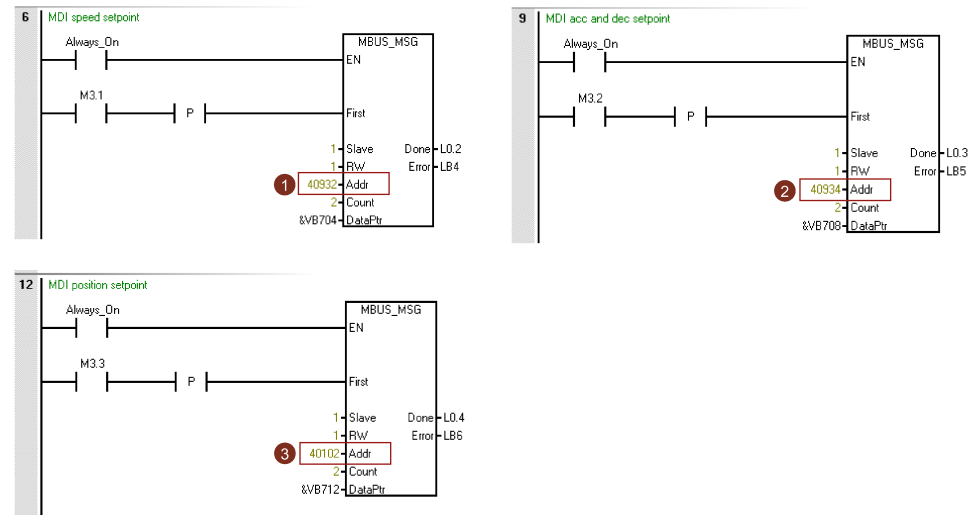 6 MDI speed setpoint
Always_On
MBUS_MSG
EN
M3.1
P
First
1 Slave Done L0.2
1 RW Error LB4
1 40932 Addr
2 Count
&VB704 DataPtr
9 MDI acc and dec setpoint
Always_On
MBUS_MSG
EN
M3.2
P
First
1 Slave Done L0.3
1 RW Error LB5
2 40934 Addr
2 Count
&VB708 DataPtr
12 MDI position setpoint
Always_On
MBUS_MSG
EN
M3.3
P
First
1 Slave Done L0.4
1 RW Error LB6
3 40102 Addr
2 Count
&VB712 DataPtr